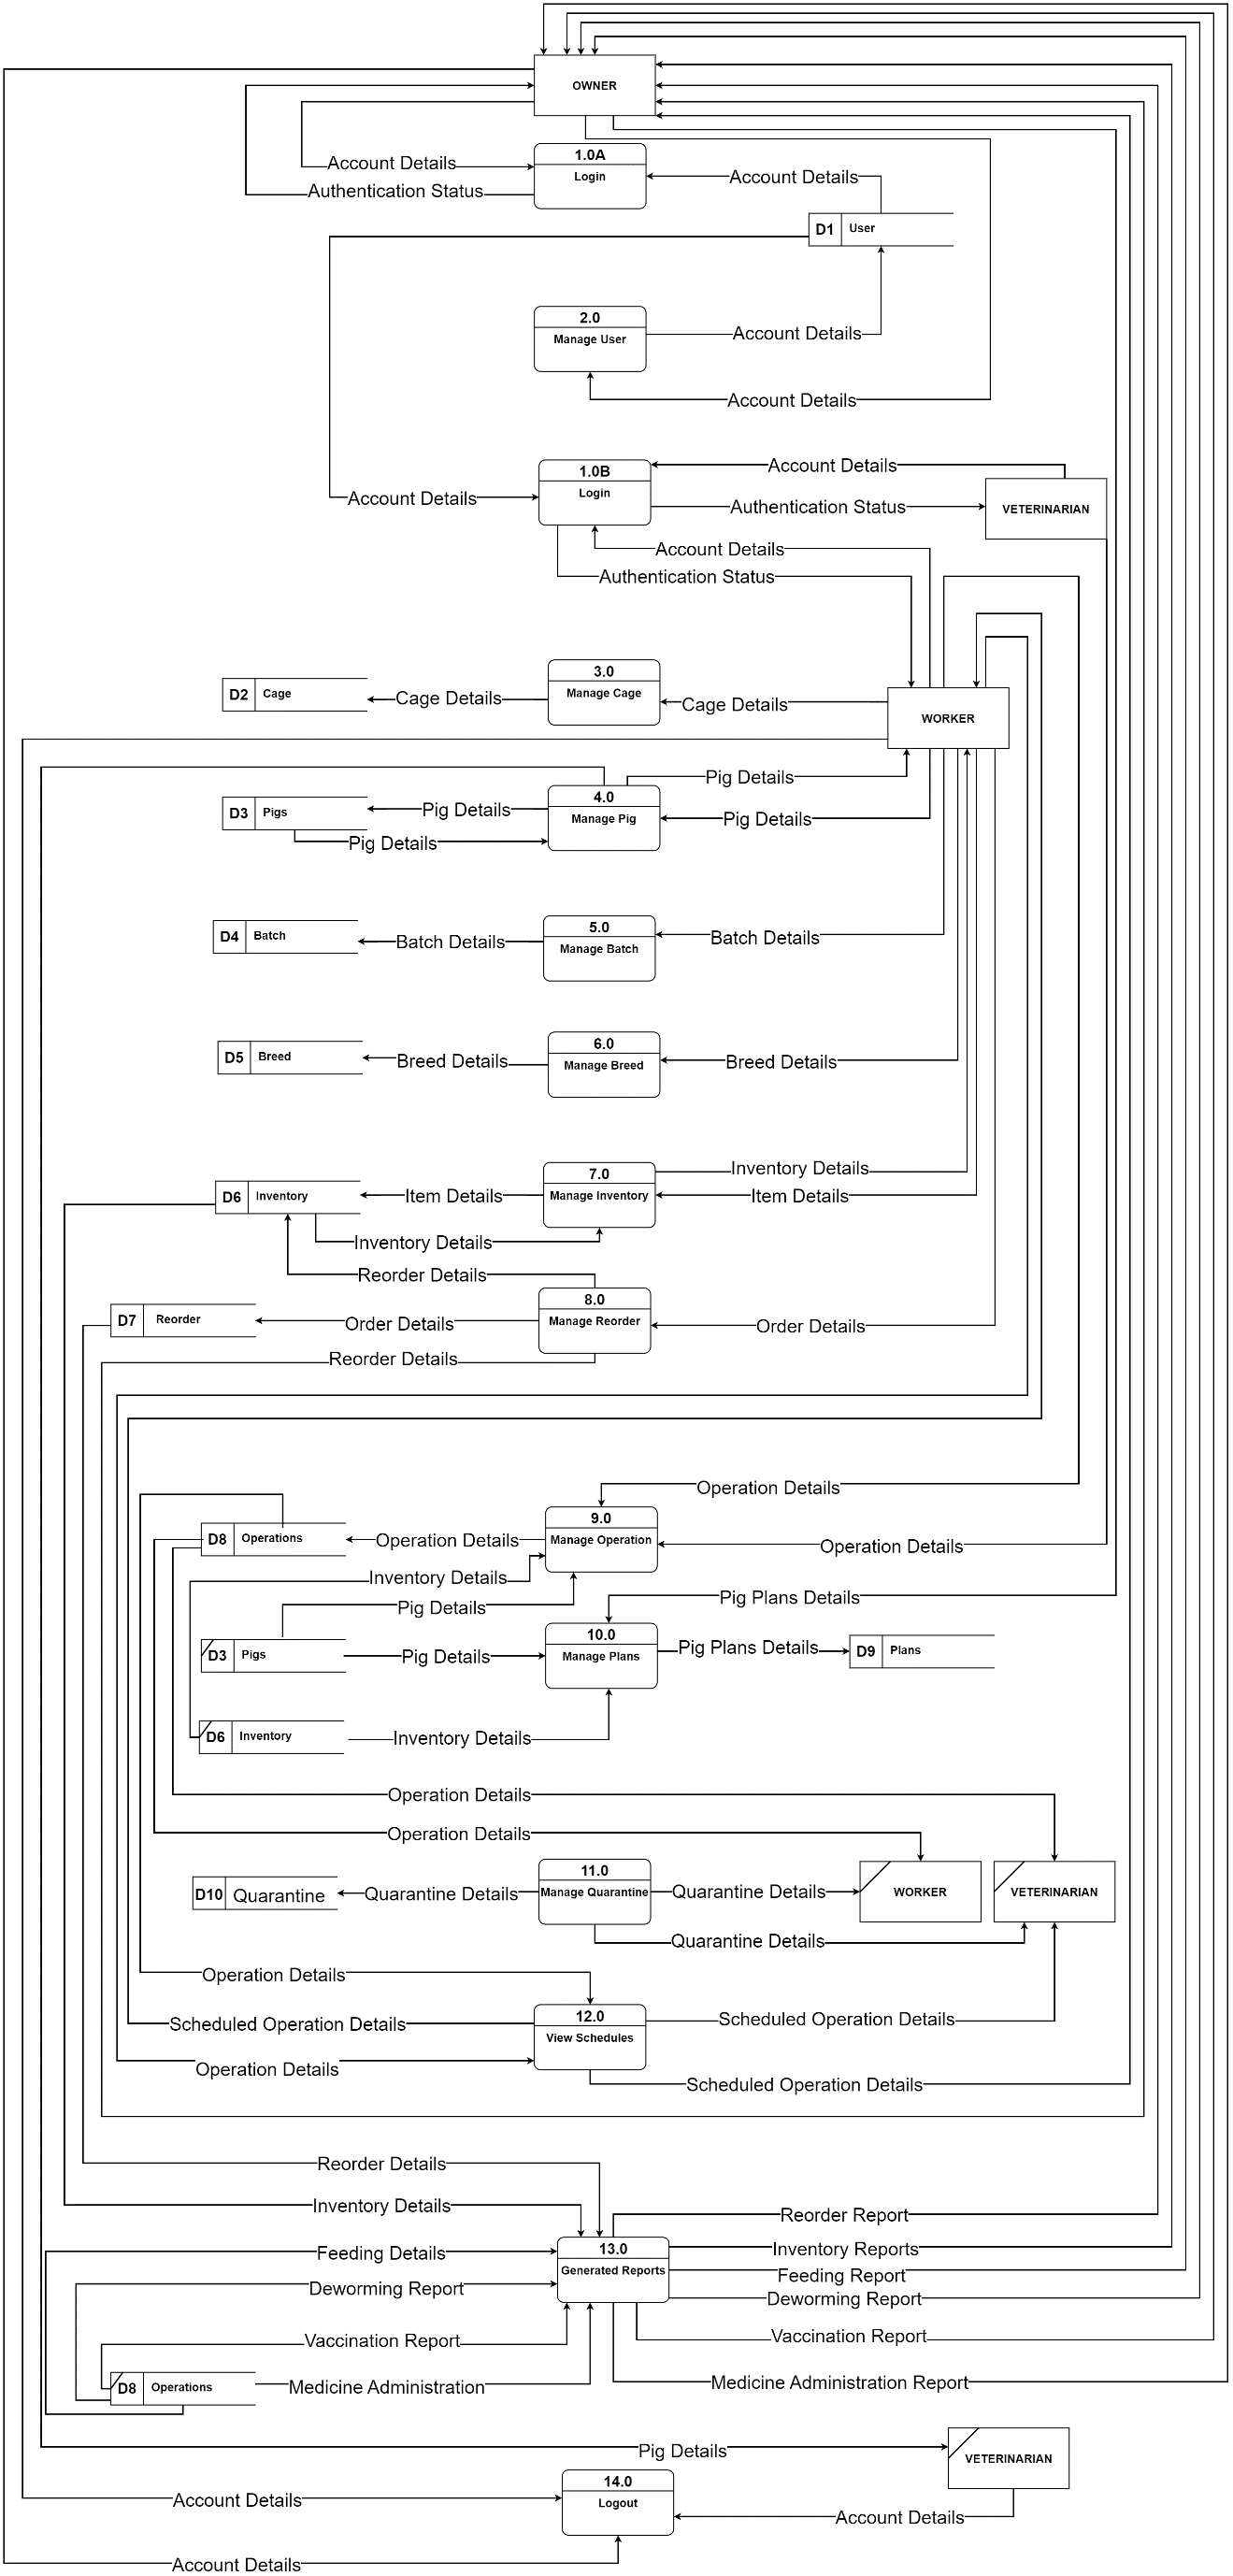 OWNER
1.0A
Account Details
Login
Account Details
Authentication Status
D1
User
2.0
Manage User
Account Details
Account Details
1.0B
Account Details
Login
Account Details
Authentication Status
VETERINARIAN
Account Details
Authentication Status
3.0
D2
Cage
Cage Details
Manage Cage
Cage Details
WORKER
Pig Details
4.0
D3
Pigs
Pig Details
Manage Pig
Pig Details
Pig Details
5.0
D4
Batch
Batch Details
Manage Batch
Batch Details
6.0
D5
Breed
Breed Details
Manage Breed
Breed Details
7.0
Inventory Details
D6
Inventory
Item Details
Manage Inventory
Item Details
Inventory Details
Reorder Details
8.0
D7
Reorder
Order Details
Manage Reorder
Order Details
Reorder Details
Operation Details
9.0
D8
Operations
Operation Details
Manage Operation
Operation Details
Inventory Details
Pig Plans Details
Pig Details
10.0
D3
Pigs
Pig Details
Manage Plans
Pig Plans Details
D9
Plans
D6
Inventory
Inventory Details
Operation Details
Operation Details
11.0
D10
Quarantine
Quarantine Details
Manage Quarantine
Quarantine Details
WORKER
VETERINARIAN
Quarantine Details
Operation Details
12.0
Scheduled Operation Details
View Schedules
Scheduled Operation Details
Operation Details
Scheduled Operation Details
Reorder Details
Inventory Details
Reorder Report
13.0
Feeding Details
Inventory Reports
Generated Reports
Feeding Report
Deworming Report
Deworming Report
Vaccination Report
Vaccination Report
D8
Operations
Medicine Administration
Medicine Administration Report
Pig Details
VETERINARIAN
14.0
Account Details
Logout
Account Details
Account Details